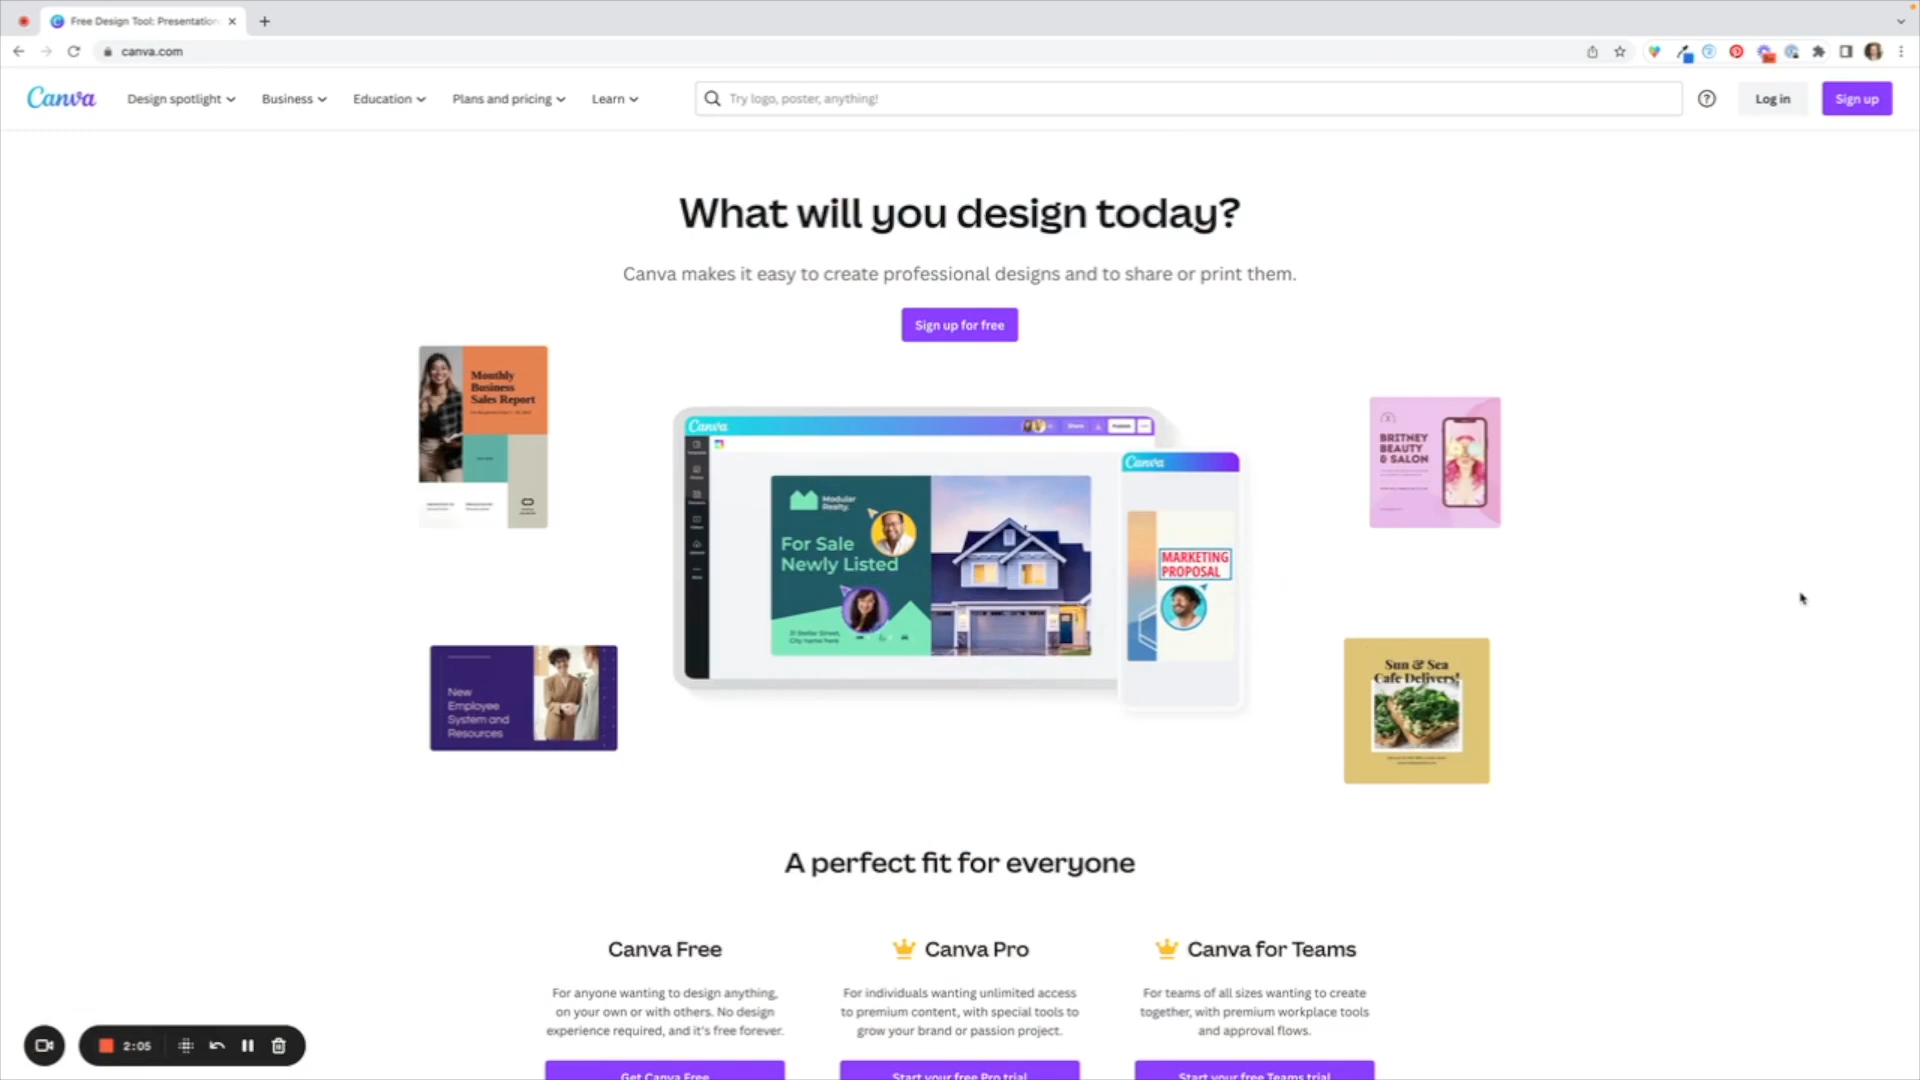 Free Design Tool: Presentation
canva.com
Canva
Design spotlight
Business
Education
Plans and pricing
Learn
Try logo, poster, anything!
Log in
Sign up
What will you design today?
Canva makes it easy to create professional designs and to share or print them.
Sign up for free
Monthly
Business
Sales Report
Canva
Share
Publish
Canva
Modular
Realty.
For Sale
Newly Listed
31 Stellar Street,
City name here
MARKETING
PROPOSAL
BRITNEY
BEAUTY
& SALON
New
Employee
System and
Resources
Sun & Sea
Cafe Delivers!
A perfect fit for everyone
Canva Free
For anyone wanting to design anything,
on your own or with others. No design
experience required, and it's free forever.
Get Canva Free
Canva Pro
For individuals wanting unlimited access
to premium content, with special tools to
grow your brand or passion project.
Start your free Pro trial
Canva for Teams
For teams of all sizes wanting to create
together, with premium workplace tools
and approval flows.
Start your free Teams trial
2:05